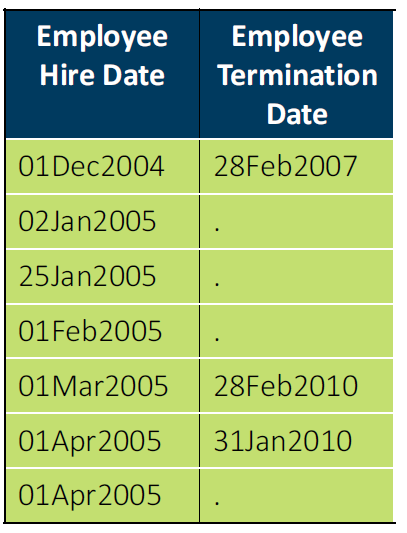 Employee Hire Date	Employee Termination Date
01Dec2004	28Feb2007
02Jan2005	.
25Jan2005	.
01Feb2005	.
01Mar2005	28Feb2010
01Apr2005	31Jan2010
01Apr2005	.